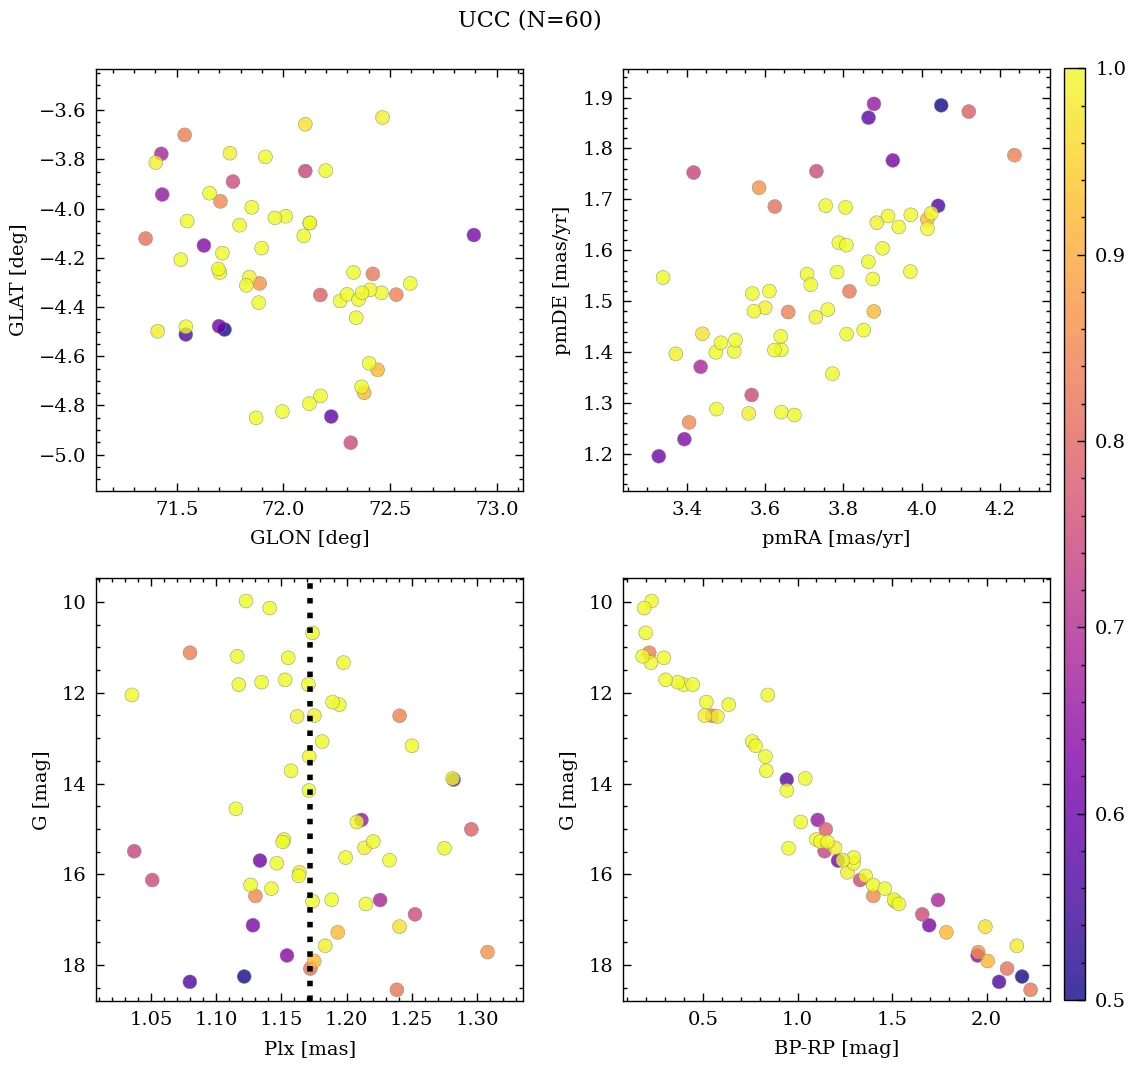 UCC (N=60)
−3.6
−3.8
−4.0
−4.2
−4.4
−4.6
−4.8
−5.0
GLAT [deg]
71.5 72.0 72.5 73.0
GLON [deg]
1.9
1.8
1.7
1.6
1.5
1.4
1.3
1.2
pmDE [mas/yr]
3.4 3.6 3.8 4.0 4.2
pmRA [mas/yr]
1.0
0.9
0.8
0.7
0.6
0.5
10
12
14
16
18
G [mag]
1.05 1.10 1.15 1.20 1.25 1.30
Plx [mas]
10
12
14
16
18
G [mag]
0.5 1.0 1.5 2.0
BP-RP [mag]